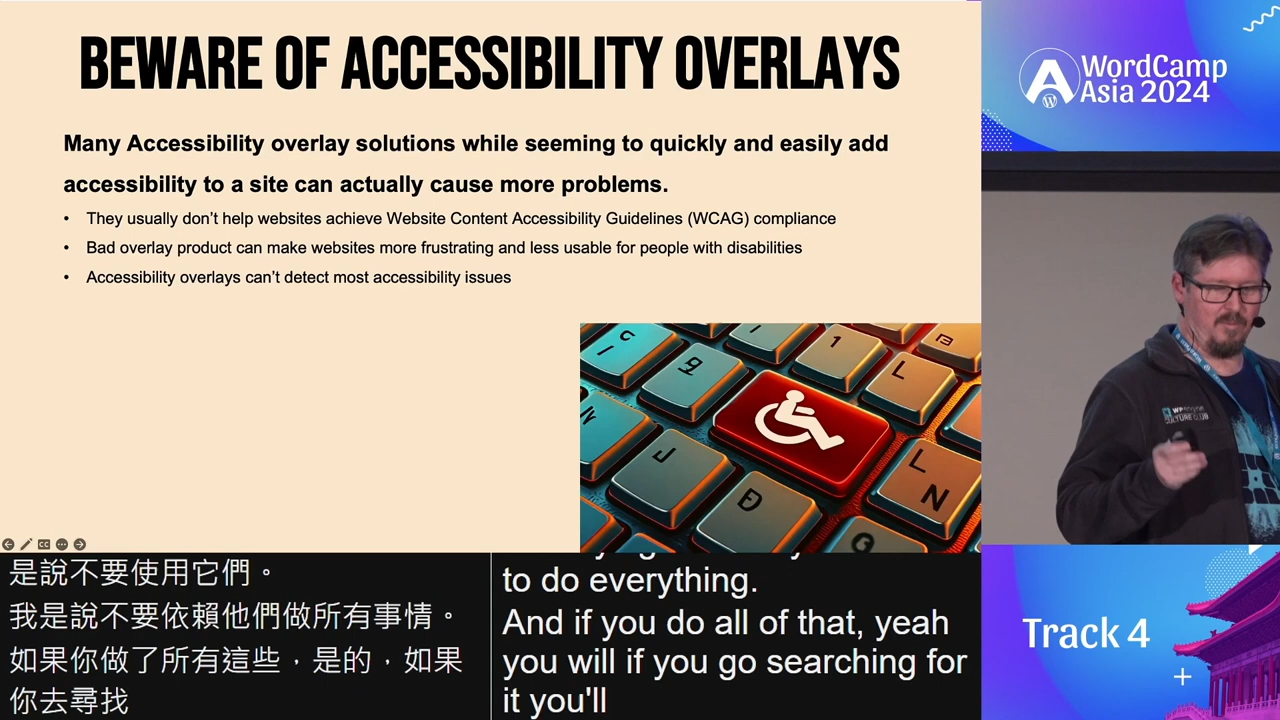 BEWARE OF ACCESSIBILITY OVERLAYS
Many Accessibility overlay solutions while seeming to quickly and easily add
accessibility to a site can actually cause more problems.
• They usually don’t help websites achieve Website Content Accessibility Guidelines (WCAG) compliance
• Bad overlay product can make websites more frustrating and less usable for people with disabilities
• Accessibility overlays can’t detect most accessibility issues
WordCamp
Asia 2024
是說不要使用它們。
我是說不要依賴他們做所有事情。
如果你做了所有這些，是的，如果
你去尋找
to do everything.
And if you do all of that, yeah
you will if you go searching for
it you'll
Track 4